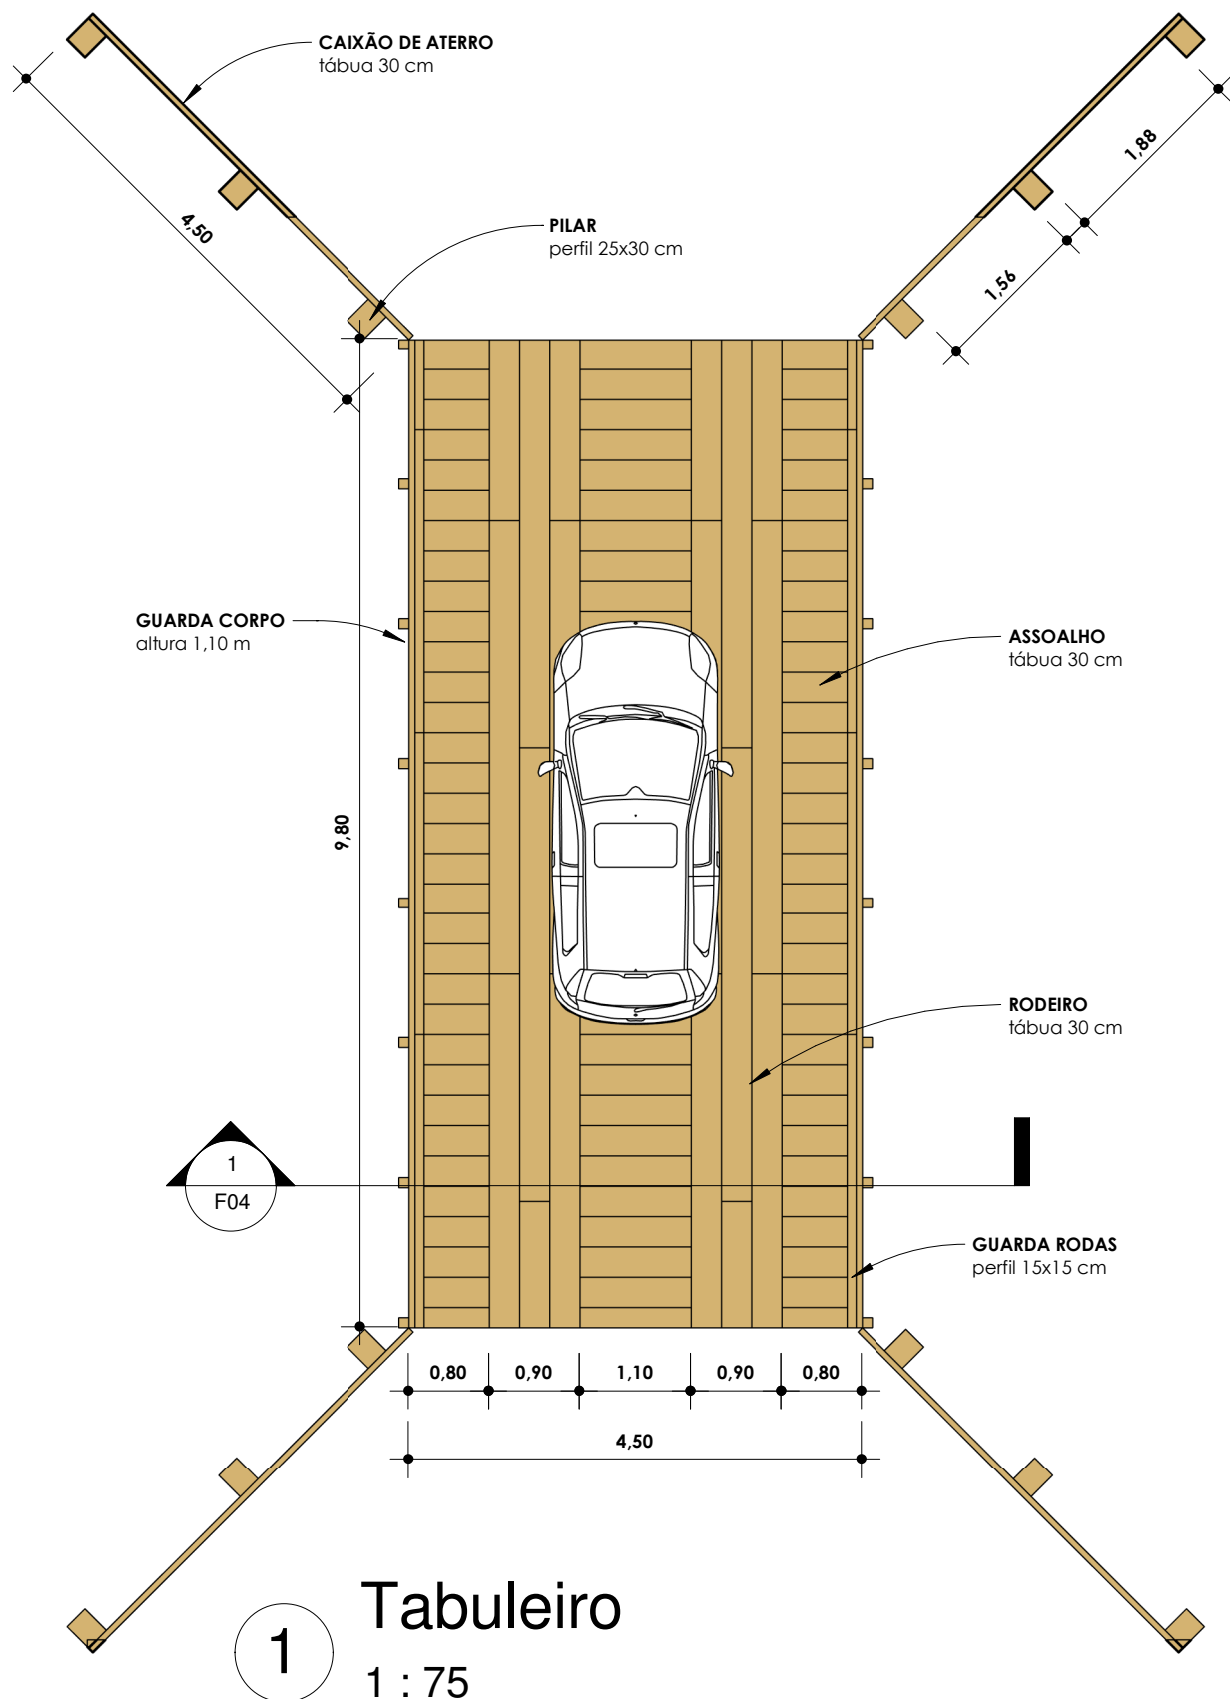 CAIXÃO DE ATERRO
tábua 30 cm
1,88
4,50
PILAR
perfil 25x30 cm
1,56
GUARDA CORPO
altura 1,10 m
ASSOALHO
tábua 30 cm
9,80
RODEIRO
tábua 30 cm
1
F04
GUARDA RODAS
perfil 15x15 cm
0,80 0,90 1,10 0,90 0,80
4,50
1
Tabuleiro
1 : 75